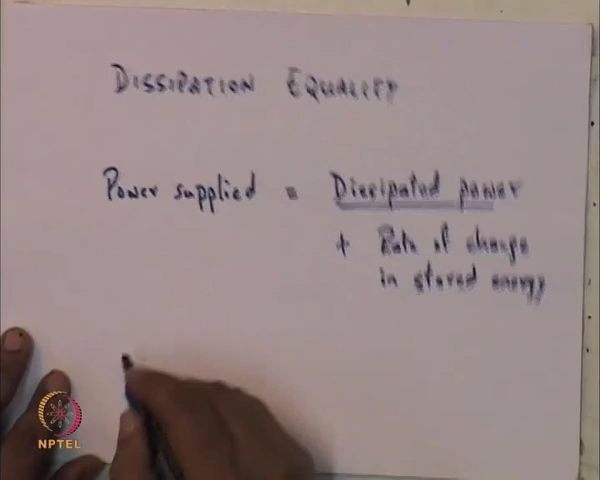 DISSIPATION EQUALITY
Power supplied = Dissipated power
+ Rate of change
in stored energy
NPTEL